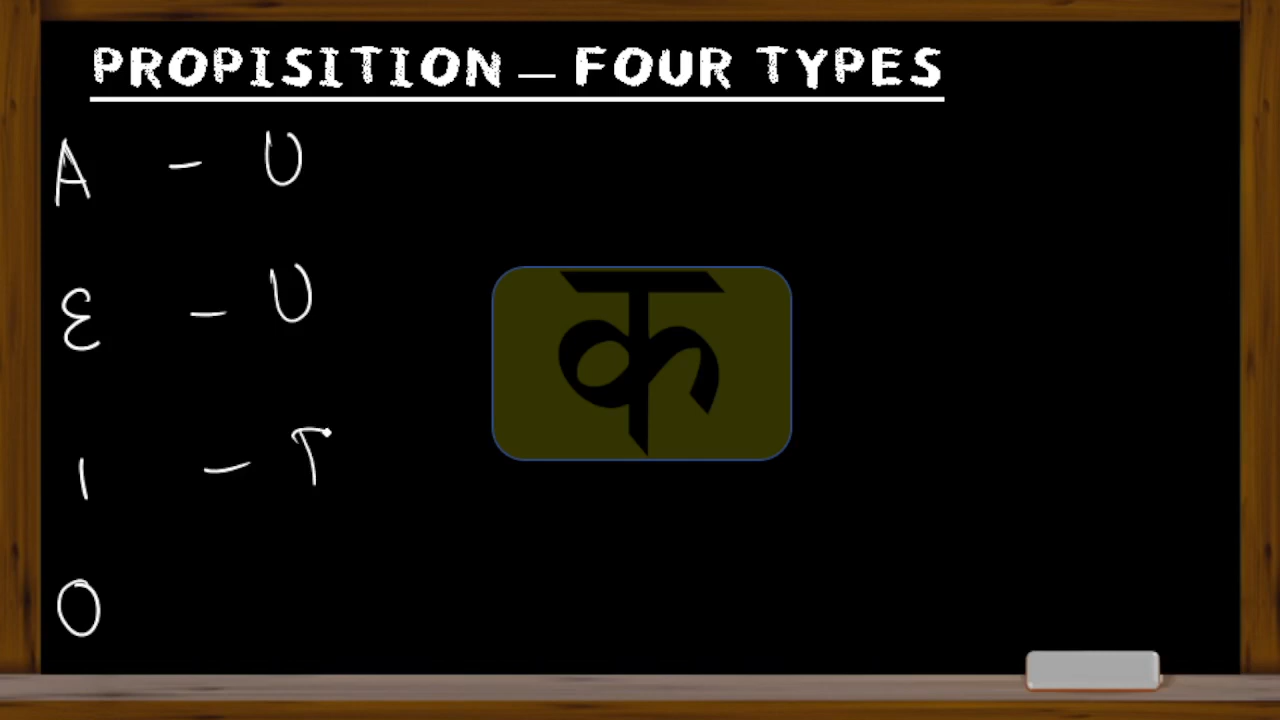 PROPISITION – FOUR TYPES
A - U
E - U
क
I -
O